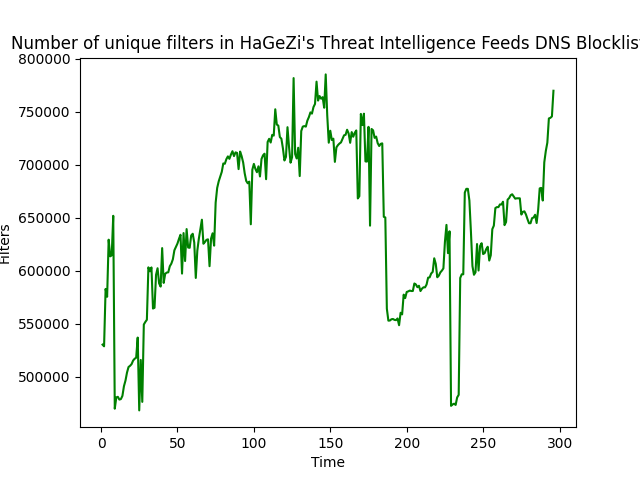 Number of unique filters in HaGeZi's Threat Intelligence Feeds DNS Blocklis
800000
750000
700000
650000
600000
550000
500000
Filters
0 50 100 150 200 250 300
Time